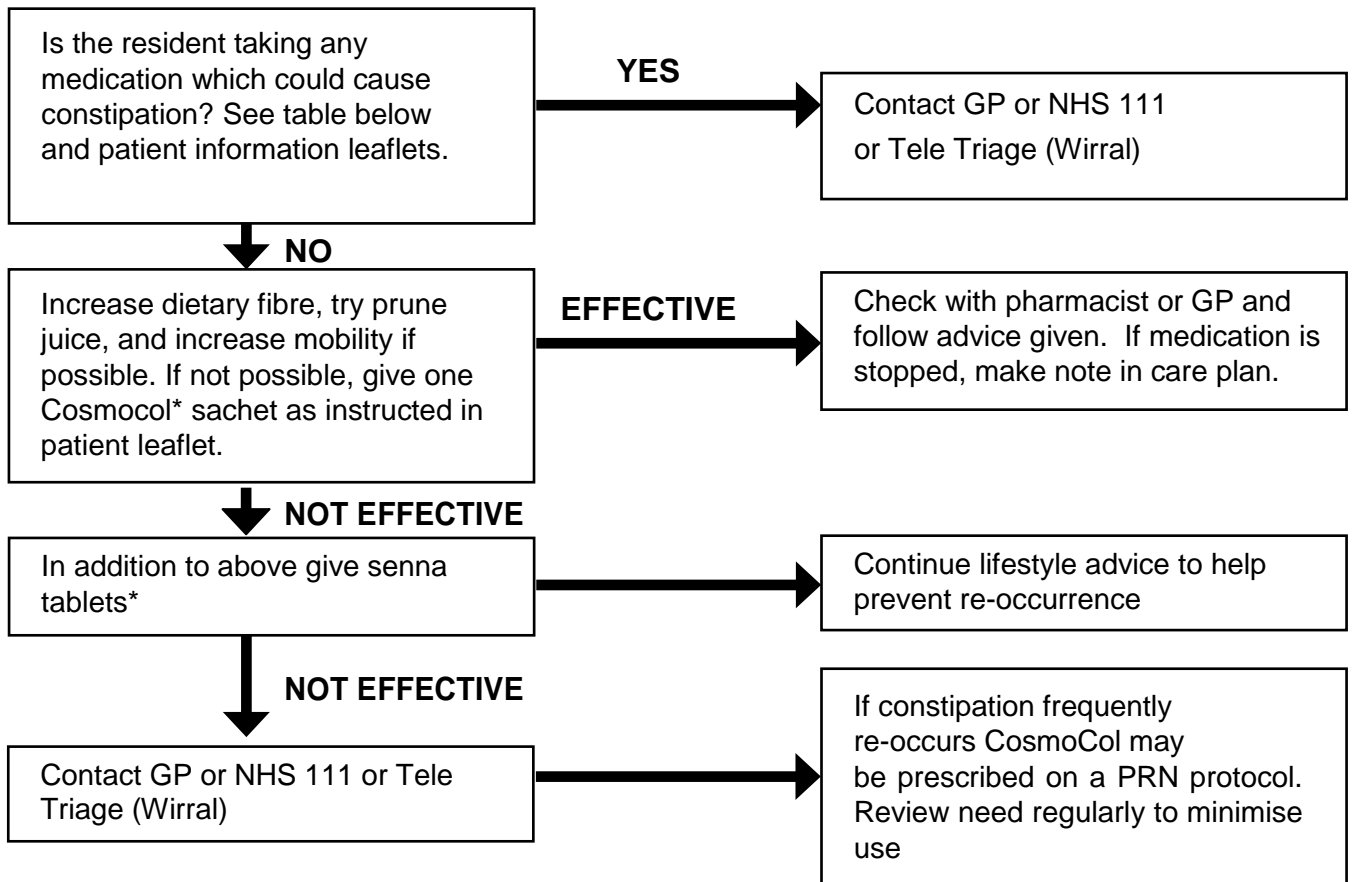 Is the resident taking any
medication which could cause
constipation? See table below
and patient information leaflets.
YES
Contact GP or NHS 111
or Tele Triage (Wirral)
NO
Increase dietary fibre, try prune
juice, and increase mobility if
possible. If not possible, give one
Cosmocol* sachet as instructed in
patient leaflet.
EFFECTIVE
Check with pharmacist or GP and
follow advice given.  If medication is
stopped, make note in care plan.
NOT EFFECTIVE
In addition to above give senna
tablets*
Continue lifestyle advice to help
prevent re-occurrence
NOT EFFECTIVE
Contact GP or NHS 111 or Tele
Triage (Wirral)
If constipation frequently
re-occurs CosmoCol may
be prescribed on a PRN protocol.
Review need regularly to minimise
use